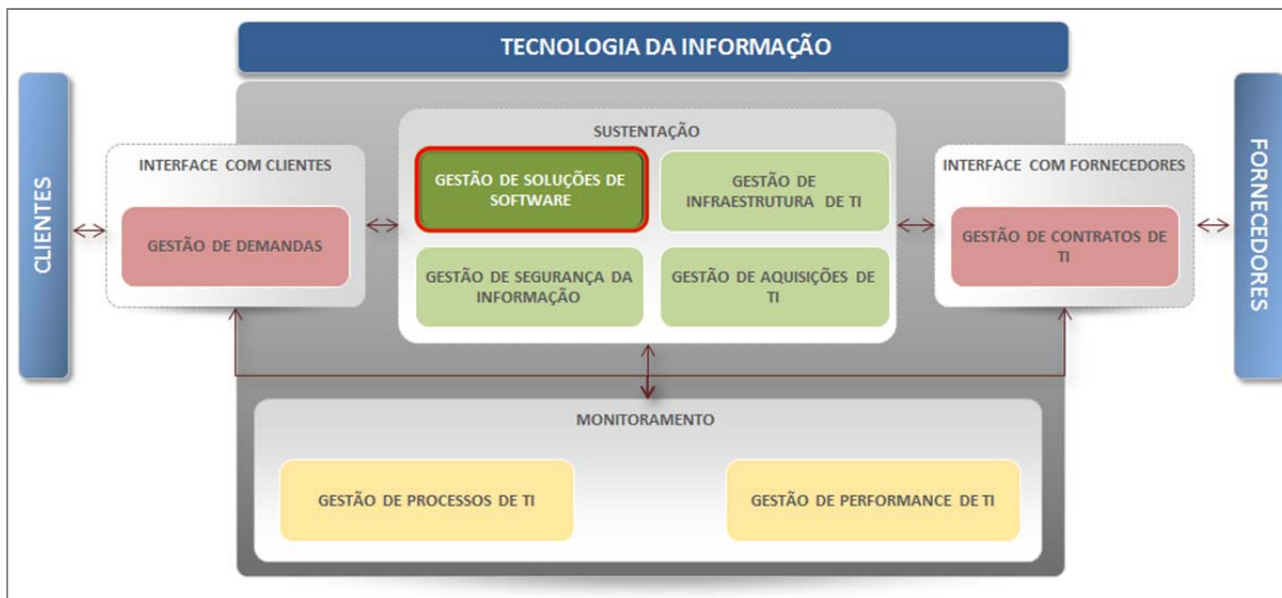 TECNOLOGIA DA INFORMAÇÃO
CLIENTES
INTERFACE COM CLIENTES
GESTÃO DE DEMANDAS
SUSTENTAÇÃO
GESTÃO DE SOLUÇÕES DE
SOFTWARE
GESTÃO DE
INFRAESTRUTURA DE TI
GESTÃO DE SEGURANÇA DA
INFORMAÇÃO
GESTÃO DE AQUISIÇÕES DE
TI
INTERFACE COM FORNECEDORES
GESTÃO DE CONTRATOS DE
TI
FORNECEDORES
MONITORAMENTO
GESTÃO DE PROCESSOS DE TI
GESTÃO DE PERFORMANCE DE TI